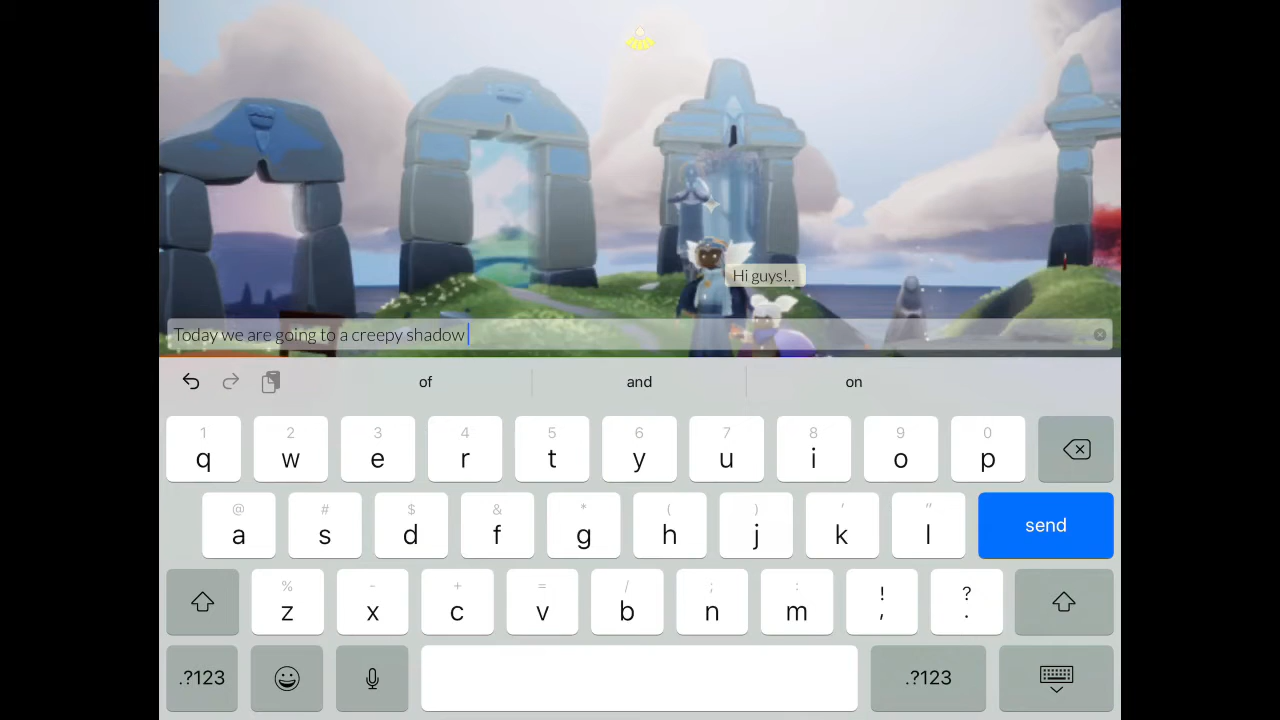 Hi guys!..
Today we are going to a creepy shadow
of and on
1 2 3 4 5 6 7 8 9 0
q w e r t y u i o p
@ # $ & * ( ) ' "
a s d f g h j k l send
% - + = / ; : ! ?
z x c v b n m , .
.?123 .?123